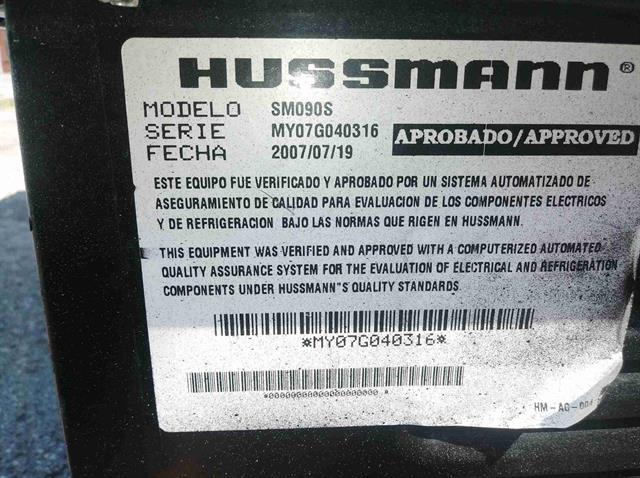 HUSSMANN®
MODELO SM090S
SERIE MY07G040316 APROBADO/APPROVED
FECHA 2007/07/19
ESTE EQUIPO FUE VERIFICADO Y APROBADO POR UN SISTEMA AUTOMATIZADO DE
ASEGURAMIENTO DE CALIDAD PARA EVALUACION DE LOS COMPONENTES ELECTRICOS
Y DE REFRIGERACION BAJO LAS NORMAS QUE RIGEN EN HUSSMANN.
THIS EQUIPMENT WAS VERIFIED AND APPROVED WITH A COMPUTERIZED AUTOMATED
QUALITY ASSURANCE SYSTEM FOR THE EVALUATION OF ELECTRICAL AND REFRIGERATION
COMPONENTS UNDER HUSSMANN"S QUALITY STANDARDS.
*MY07G040316*
HM-AC-004